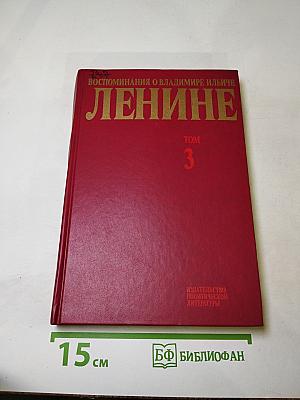 ВОСПОМИНАНИЯ О ВЛАДИМИРЕ ИЛЬИЧЕ
ЛЕНИНЕ
ТОМ
3
ИЗДАТЕЛЬСТВО
ПОЛИТИЧЕСКОЙ
ЛИТЕРАТУРЫ
15 см
БФ БИБЛИОФАН